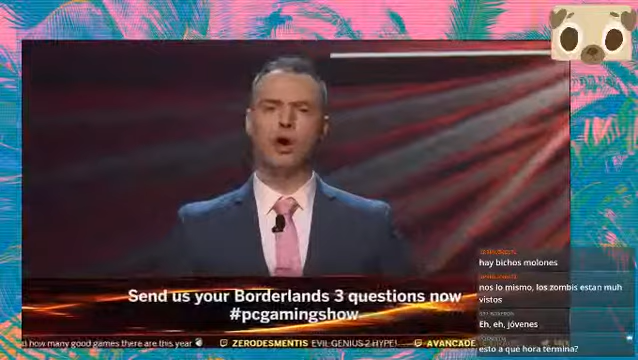 Send us your Borderlands 3 questions now
#pcgamingshow
how many good games there are this year ZERODESMENTIS EVIL GENIUS 2 HYPE! AVANCADE
hay bichos molones
nos lo mismo, los zombis estan muh
vistos
Eh, eh, jóvenes
esto a qué hora termina?